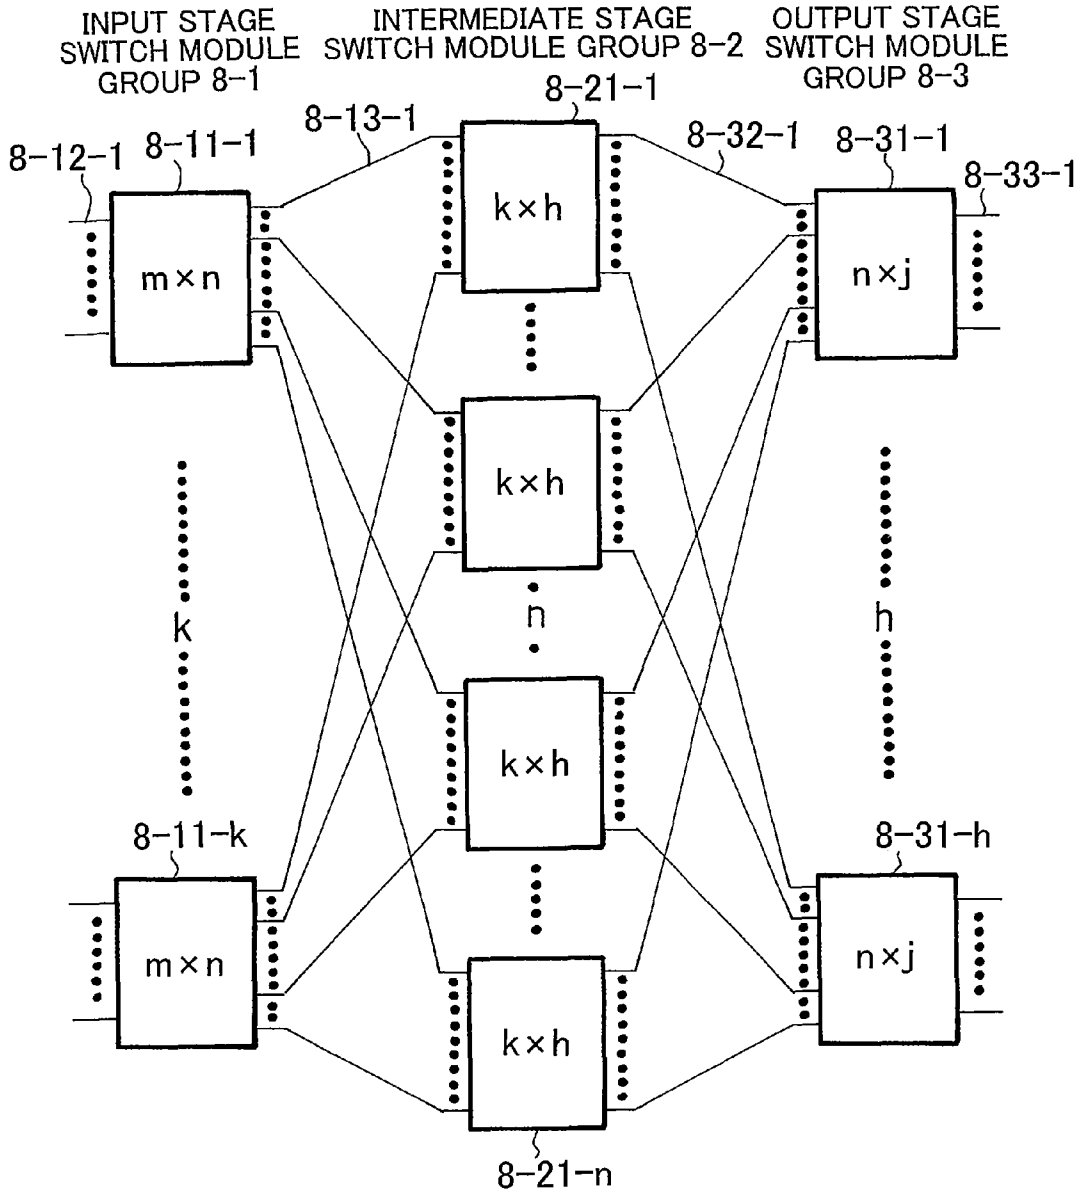 INPUT STAGE
SWITCH MODULE
GROUP 8-1
INTERMEDIATE STAGE
SWITCH MODULE GROUP 8-2
OUTPUT STAGE
SWITCH MODULE
GROUP 8-3
8-21-1
8-13-1
8-32-1
8-12-1
8-11-1
8-31-1
8-33-1
k×h
m×n
n×j
k×h
k
n
h
k×h
8-11-k
8-31-h
m×n
n×j
k×h
8-21-n